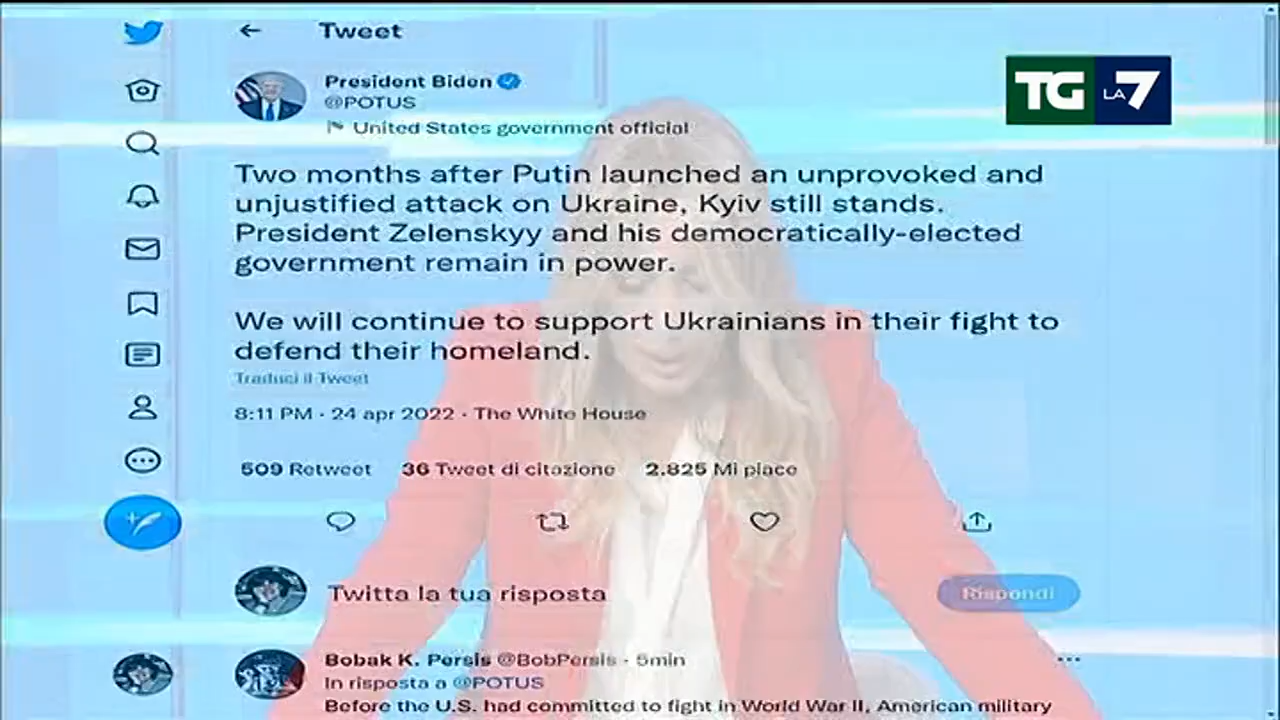 Tweet
TG LA 7
President Biden
@POTUS
United States government official
Two months after Putin launched an unprovoked and
unjustified attack on Ukraine, Kyiv still stands.
President Zelenskyy and his democratically-elected
government remain in power.
We will continue to support Ukrainians in their fight to
defend their homeland.
Traduci il Tweet
8:11 PM · 24 apr 2022 · The White House
509 Retweet 36 Tweet di citazione 2.825 Mi piace
Twitta la tua risposta
Rispondi
Bobak K. Persis @BobPersis · 5min
In risposta a @POTUS
Before the U.S. had committed to fight in World War II, American military